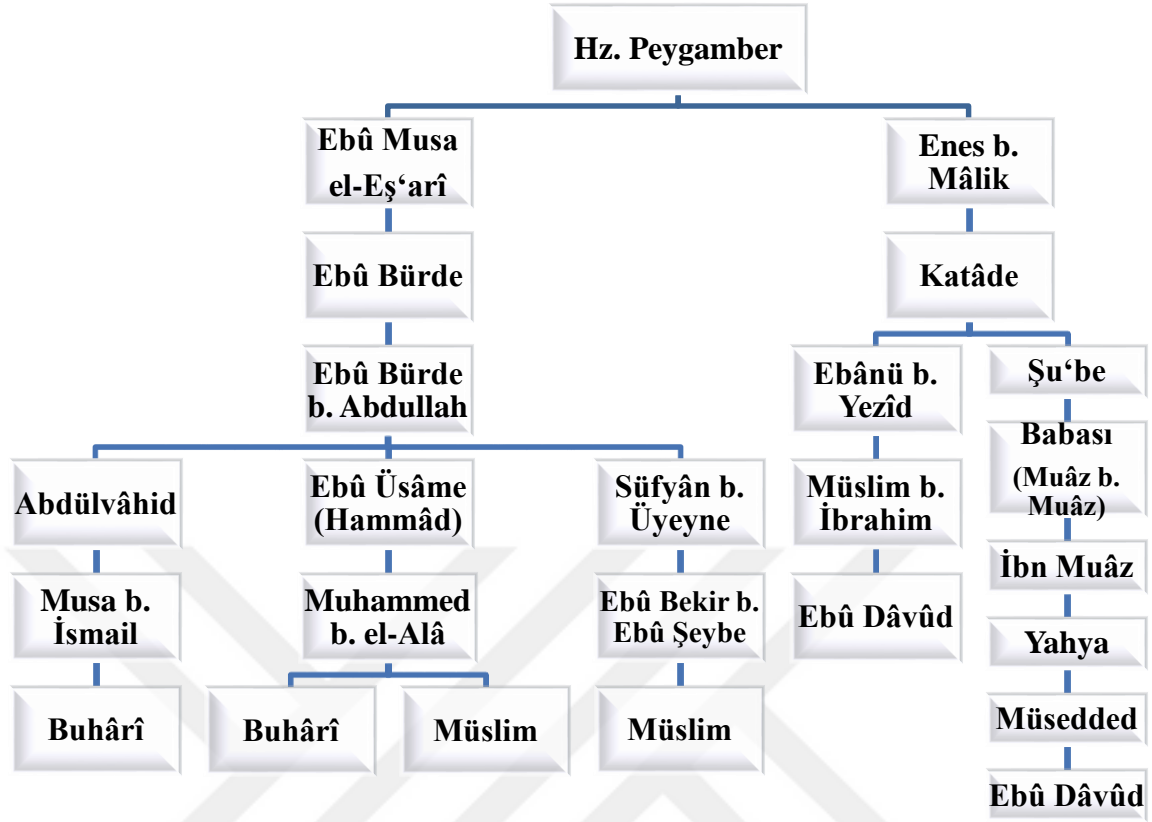 Hz. Peygamber
Ebû Musa
el-Eş‘arî
Enes b.
Mâlik
Ebû Bürde
Katâde
Ebû Bürde
b. Abdullah
Ebânü b.
Yezîd
Şu‘be
Abdülvâhid
Ebû Üsâme
(Hammâd)
Süfyân b.
Üyeyne
Müslim b.
İbrahim
Babası
(Muâz b.
Muâz)
Musa b.
İsmail
Muhammed
b. el-Alâ
Ebû Bekir b.
Ebû Şeybe
Ebû Dâvûd
İbn Muâz
Yahya
Buhârî
Buhârî
Müslim
Müslim
Müsedded
Ebû Dâvûd